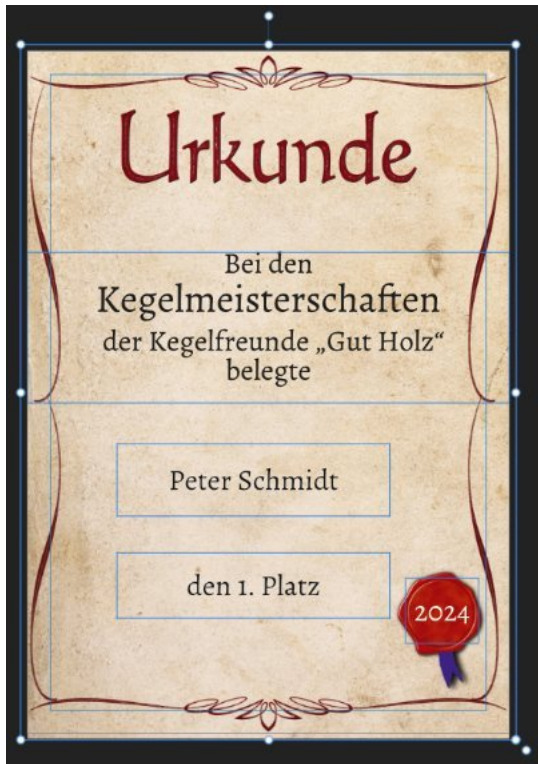 Urkunde
Bei den
Kegelmeisterschaften
der Kegelfreunde „Gut Holz“
belegte
Peter Schmidt
den 1. Platz
2024